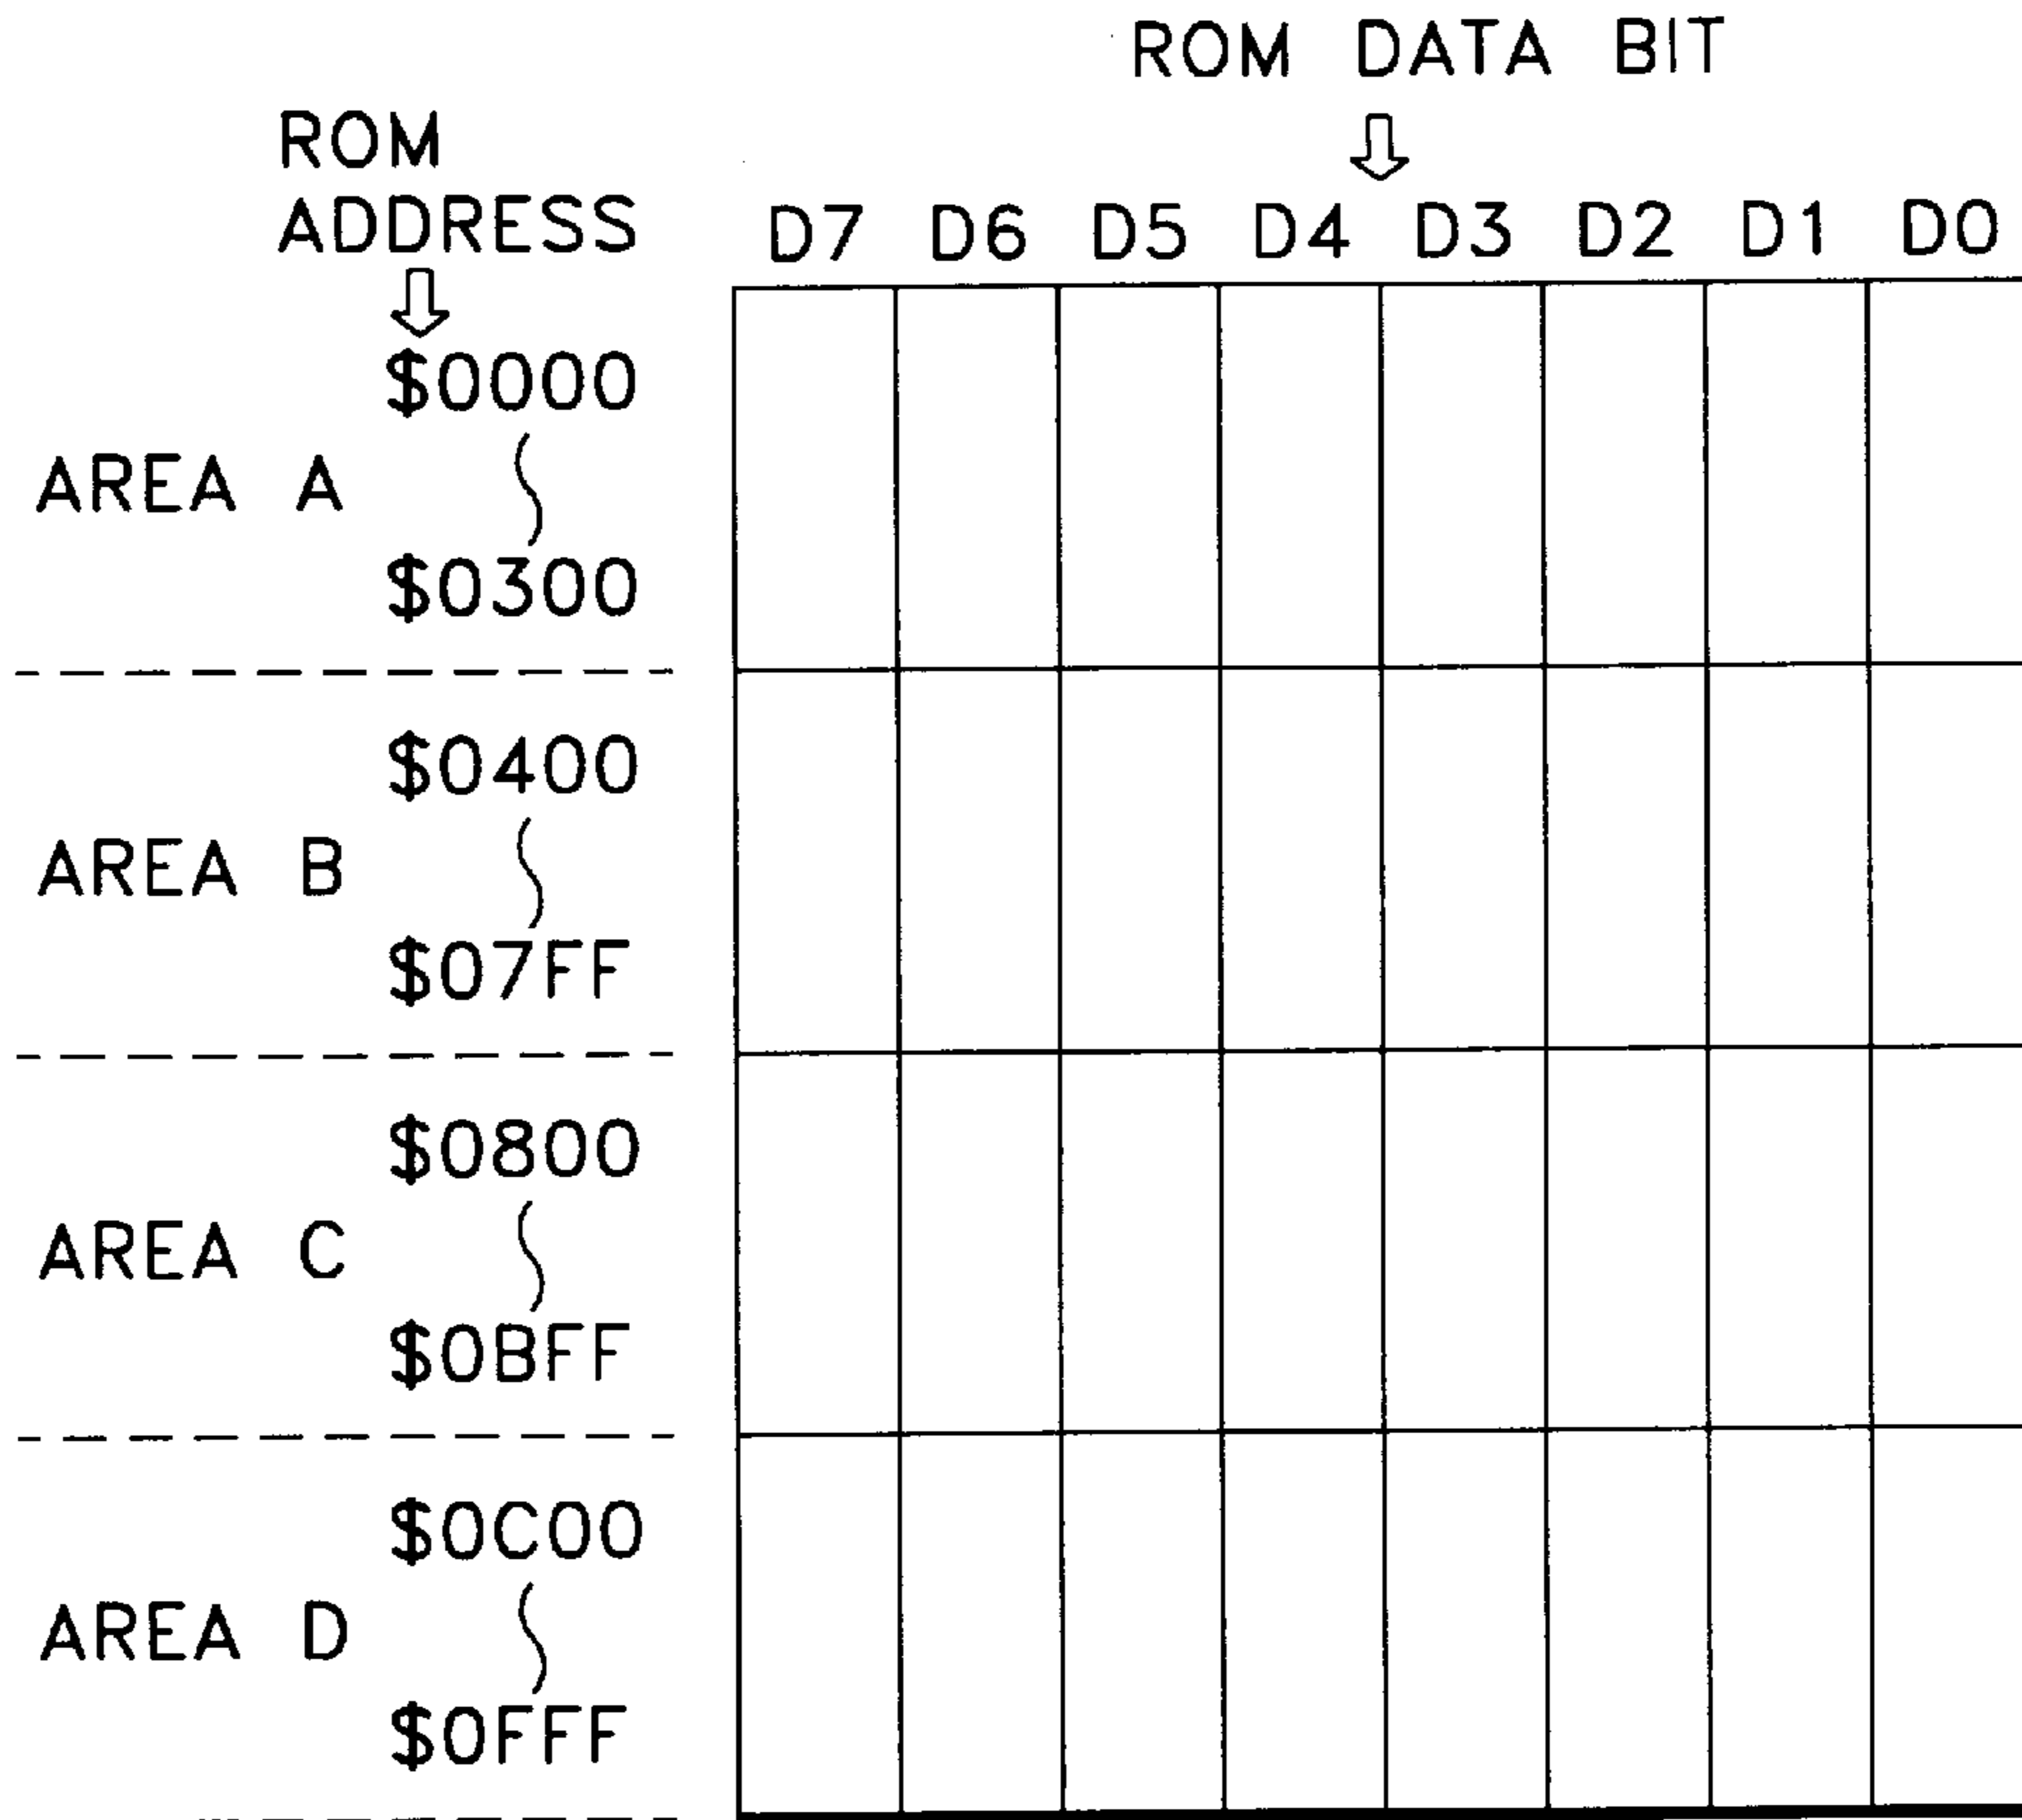 ROM DATA BIT
ROM
ADDRESS
D7 D6 D5 D4 D3 D2 D1 D0
$0000
AREA A
$0300
$0400
AREA B
$07FF
$0800
AREA C
$0BFF
$0C00
AREA D
$0FFF